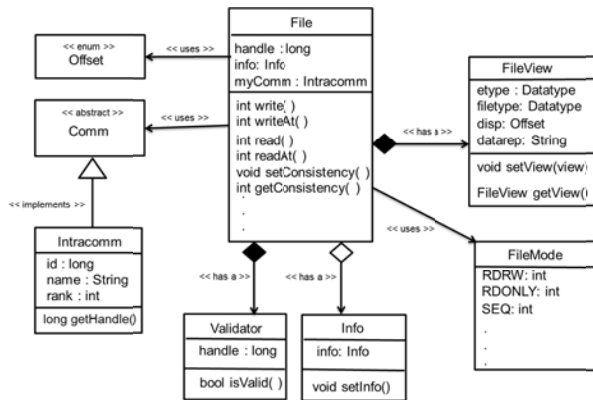 File
handle : long
info: Info
myComm : Intracomm
int write( )
int writeAt( )
int read( )
int readAt( )
void setConsistency( )
int getConsistency( )
.
.
.
<< enum >>
Offset
<< uses >>
<< abstract >>
Comm
<< uses >>
<< implements >>
Intracomm
id : long
name : String
rank : int
long getHandle()
<< has a >>
FileView
etype : Datatype
filetype: Datatype
disp: Offset
datarep: String
void setView(view)
FileView getView()
<< uses >>
FileMode
RDRW: int
RDONLY: int
SEQ: int
.
.
.
<< has a >>
Validator
handle : long
bool isValid( )
<< has a >>
Info
info: Info
void setInfo()